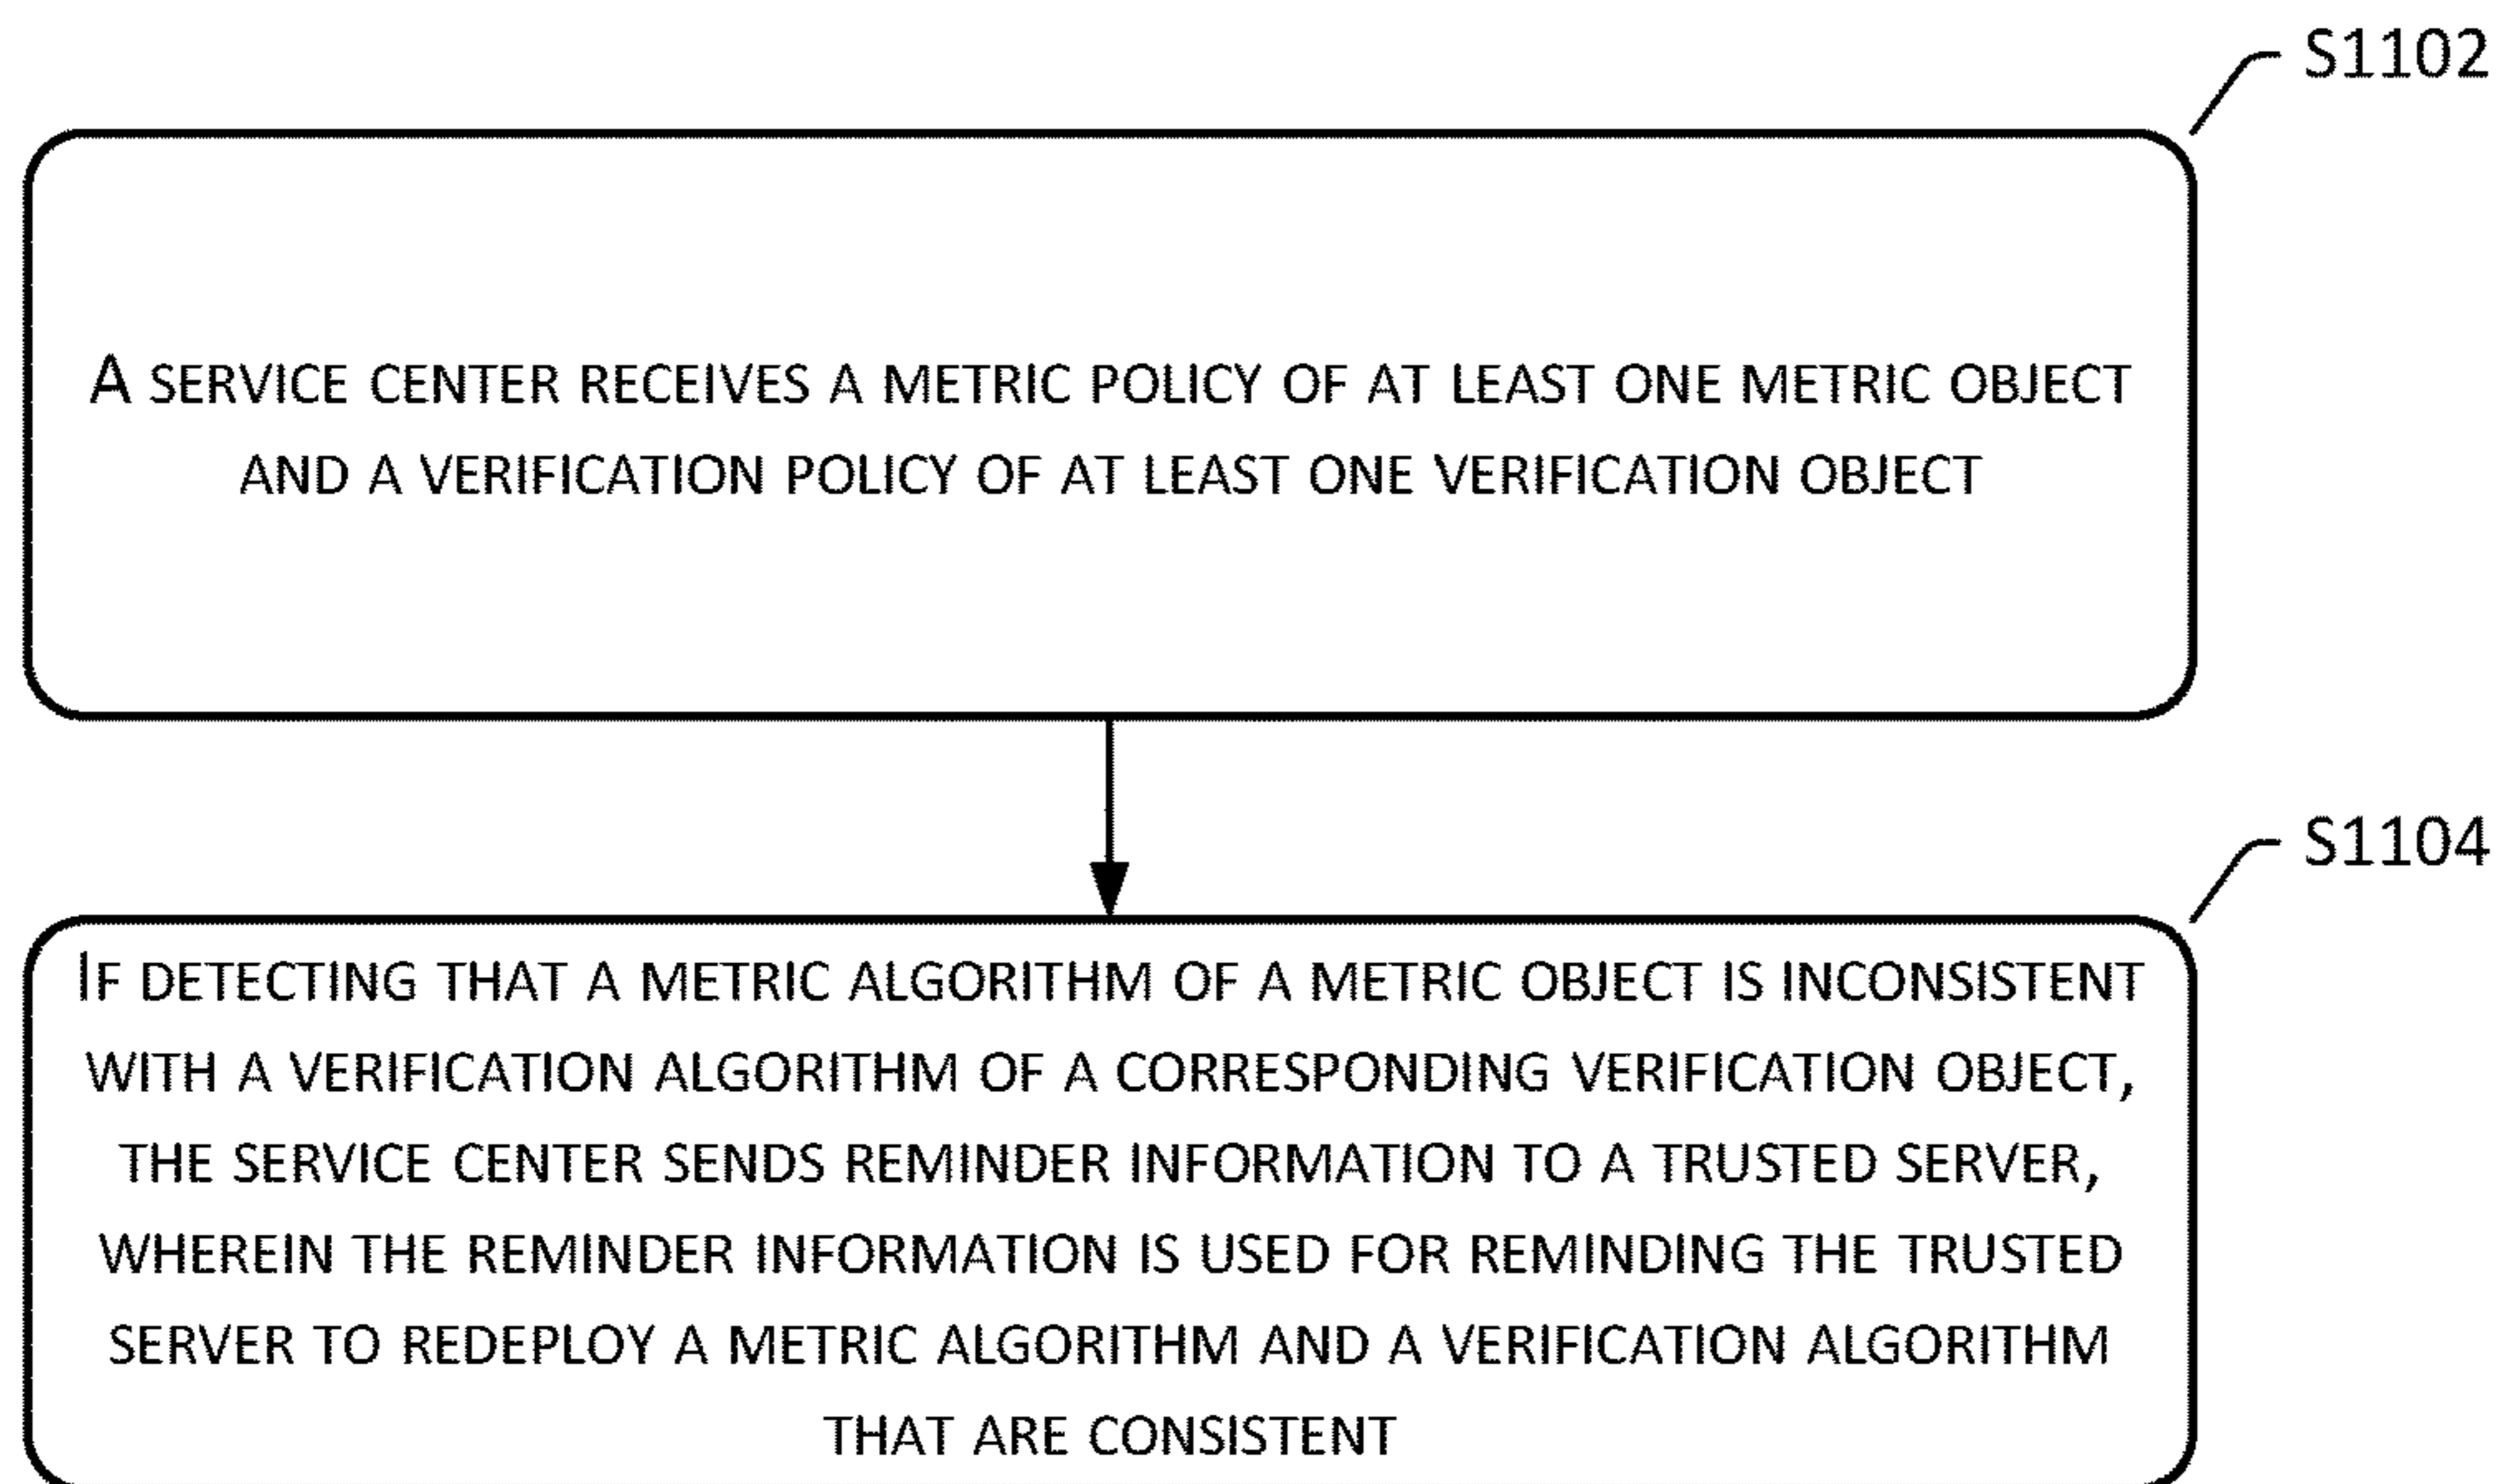 S1102
A SERVICE CENTER RECEIVES A METRIC POLICY OF AT LEAST ONE METRIC OBJECT
AND A VERIFICATION POLICY OF AT LEAST ONE VERIFICATION OBJECT
S1104
IF DETECTING THAT A METRIC ALGORITHM OF A METRIC OBJECT IS INCONSISTENT
WITH A VERIFICATION ALGORITHM OF A CORRESPONDING VERIFICATION OBJECT,
THE SERVICE CENTER SENDS REMINDER INFORMATION TO A TRUSTED SERVER,
WHEREIN THE REMINDER INFORMATION IS USED FOR REMINDING THE TRUSTED
SERVER TO REDEPLOY A METRIC ALGORITHM AND A VERIFICATION ALGORITHM
THAT ARE CONSISTENT